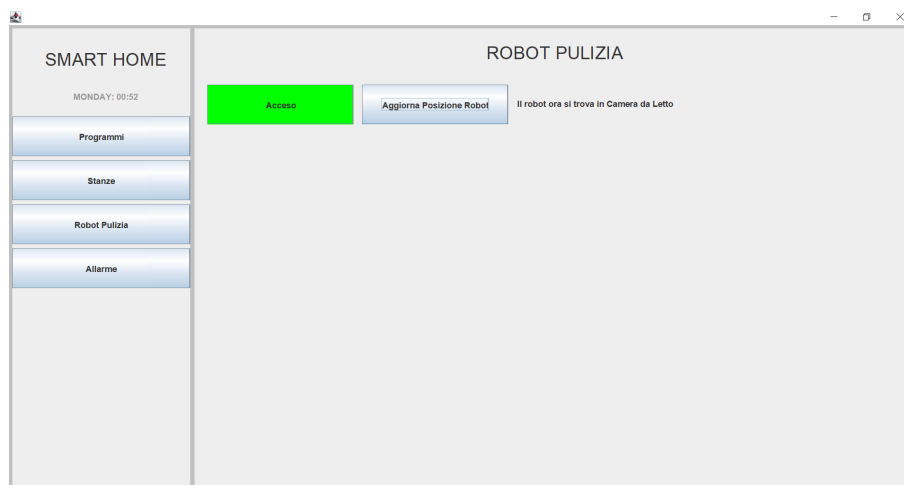 SMART HOME
MONDAY: 00:52
Programmi
Stanze
Robot Pulizia
Allarme
ROBOT PULIZIA
Acceso
Aggiorna Posizione Robot
Il robot ora si trova in Camera da Letto